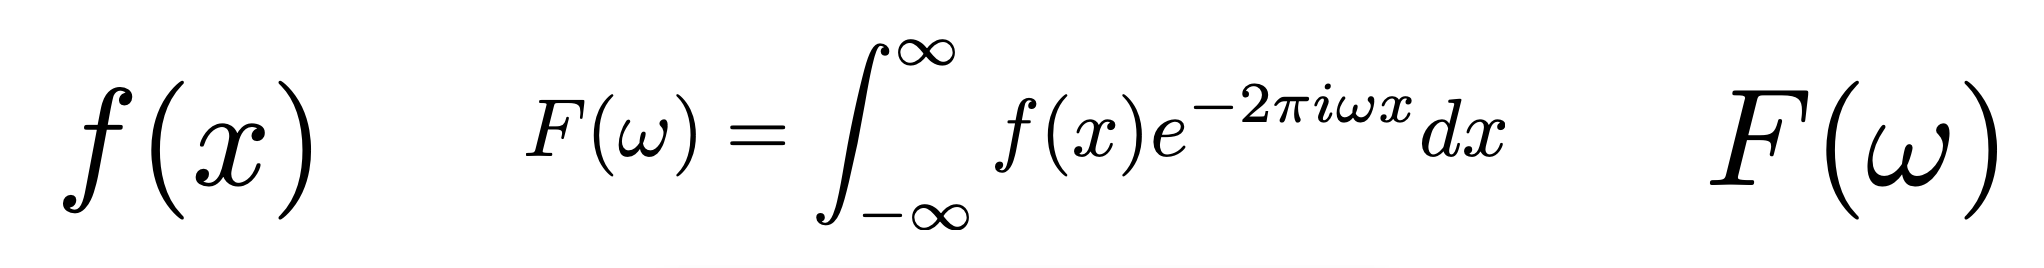 f(x) F(ω) = ∫_{-∞}^{∞} f(x)e^{-2πiωx}dx F(ω)